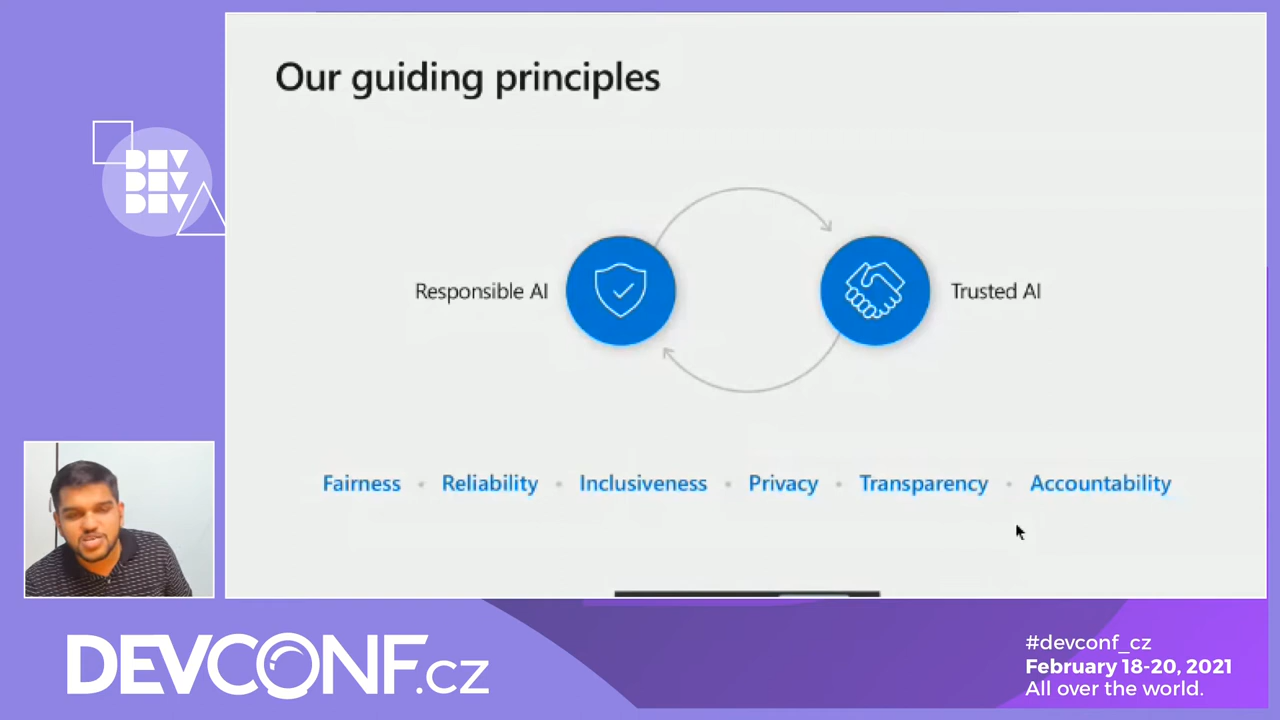 Our guiding principles
DEV
DEV
DEV
Responsible AI
Trusted AI
Fairness • Reliability • Inclusiveness • Privacy • Transparency • Accountability
DEVCONF.cz
#devconf_cz
February 18-20, 2021
All over the world.